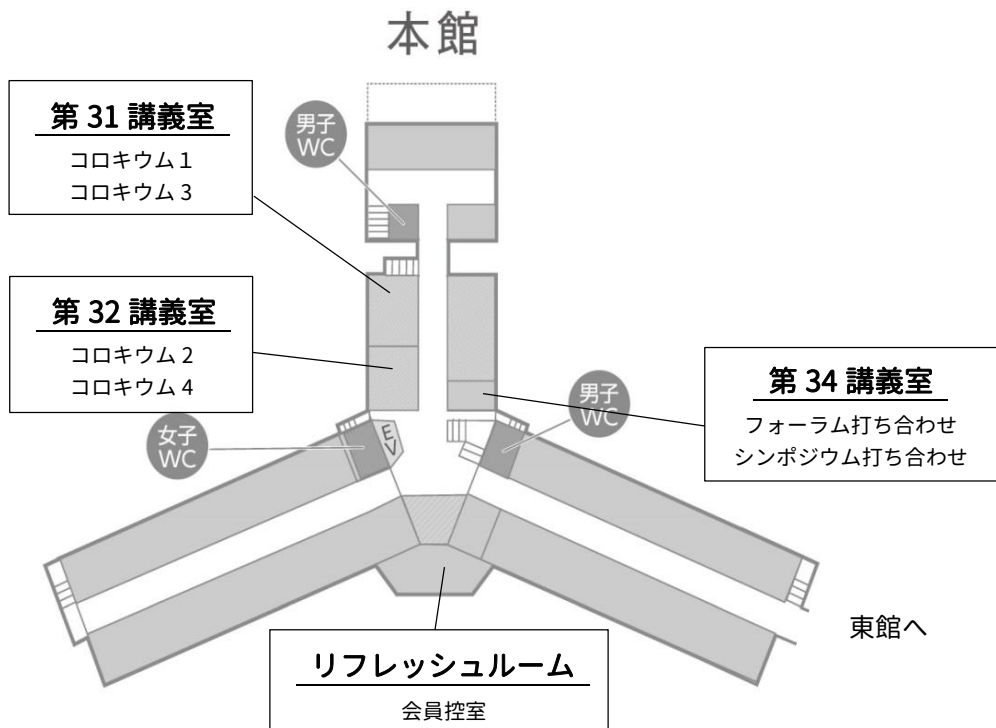 本館
第 31 講義室
コロキウム 1
コロキウム 3
男子
WC
第 32 講義室
コロキウム 2
コロキウム 4
第 34 講義室
フォーラム打ち合わせ
シンポジウム打ち合わせ
男子
WC
女子
WC
EV
東館へ
リフレッシュルーム
会員控室